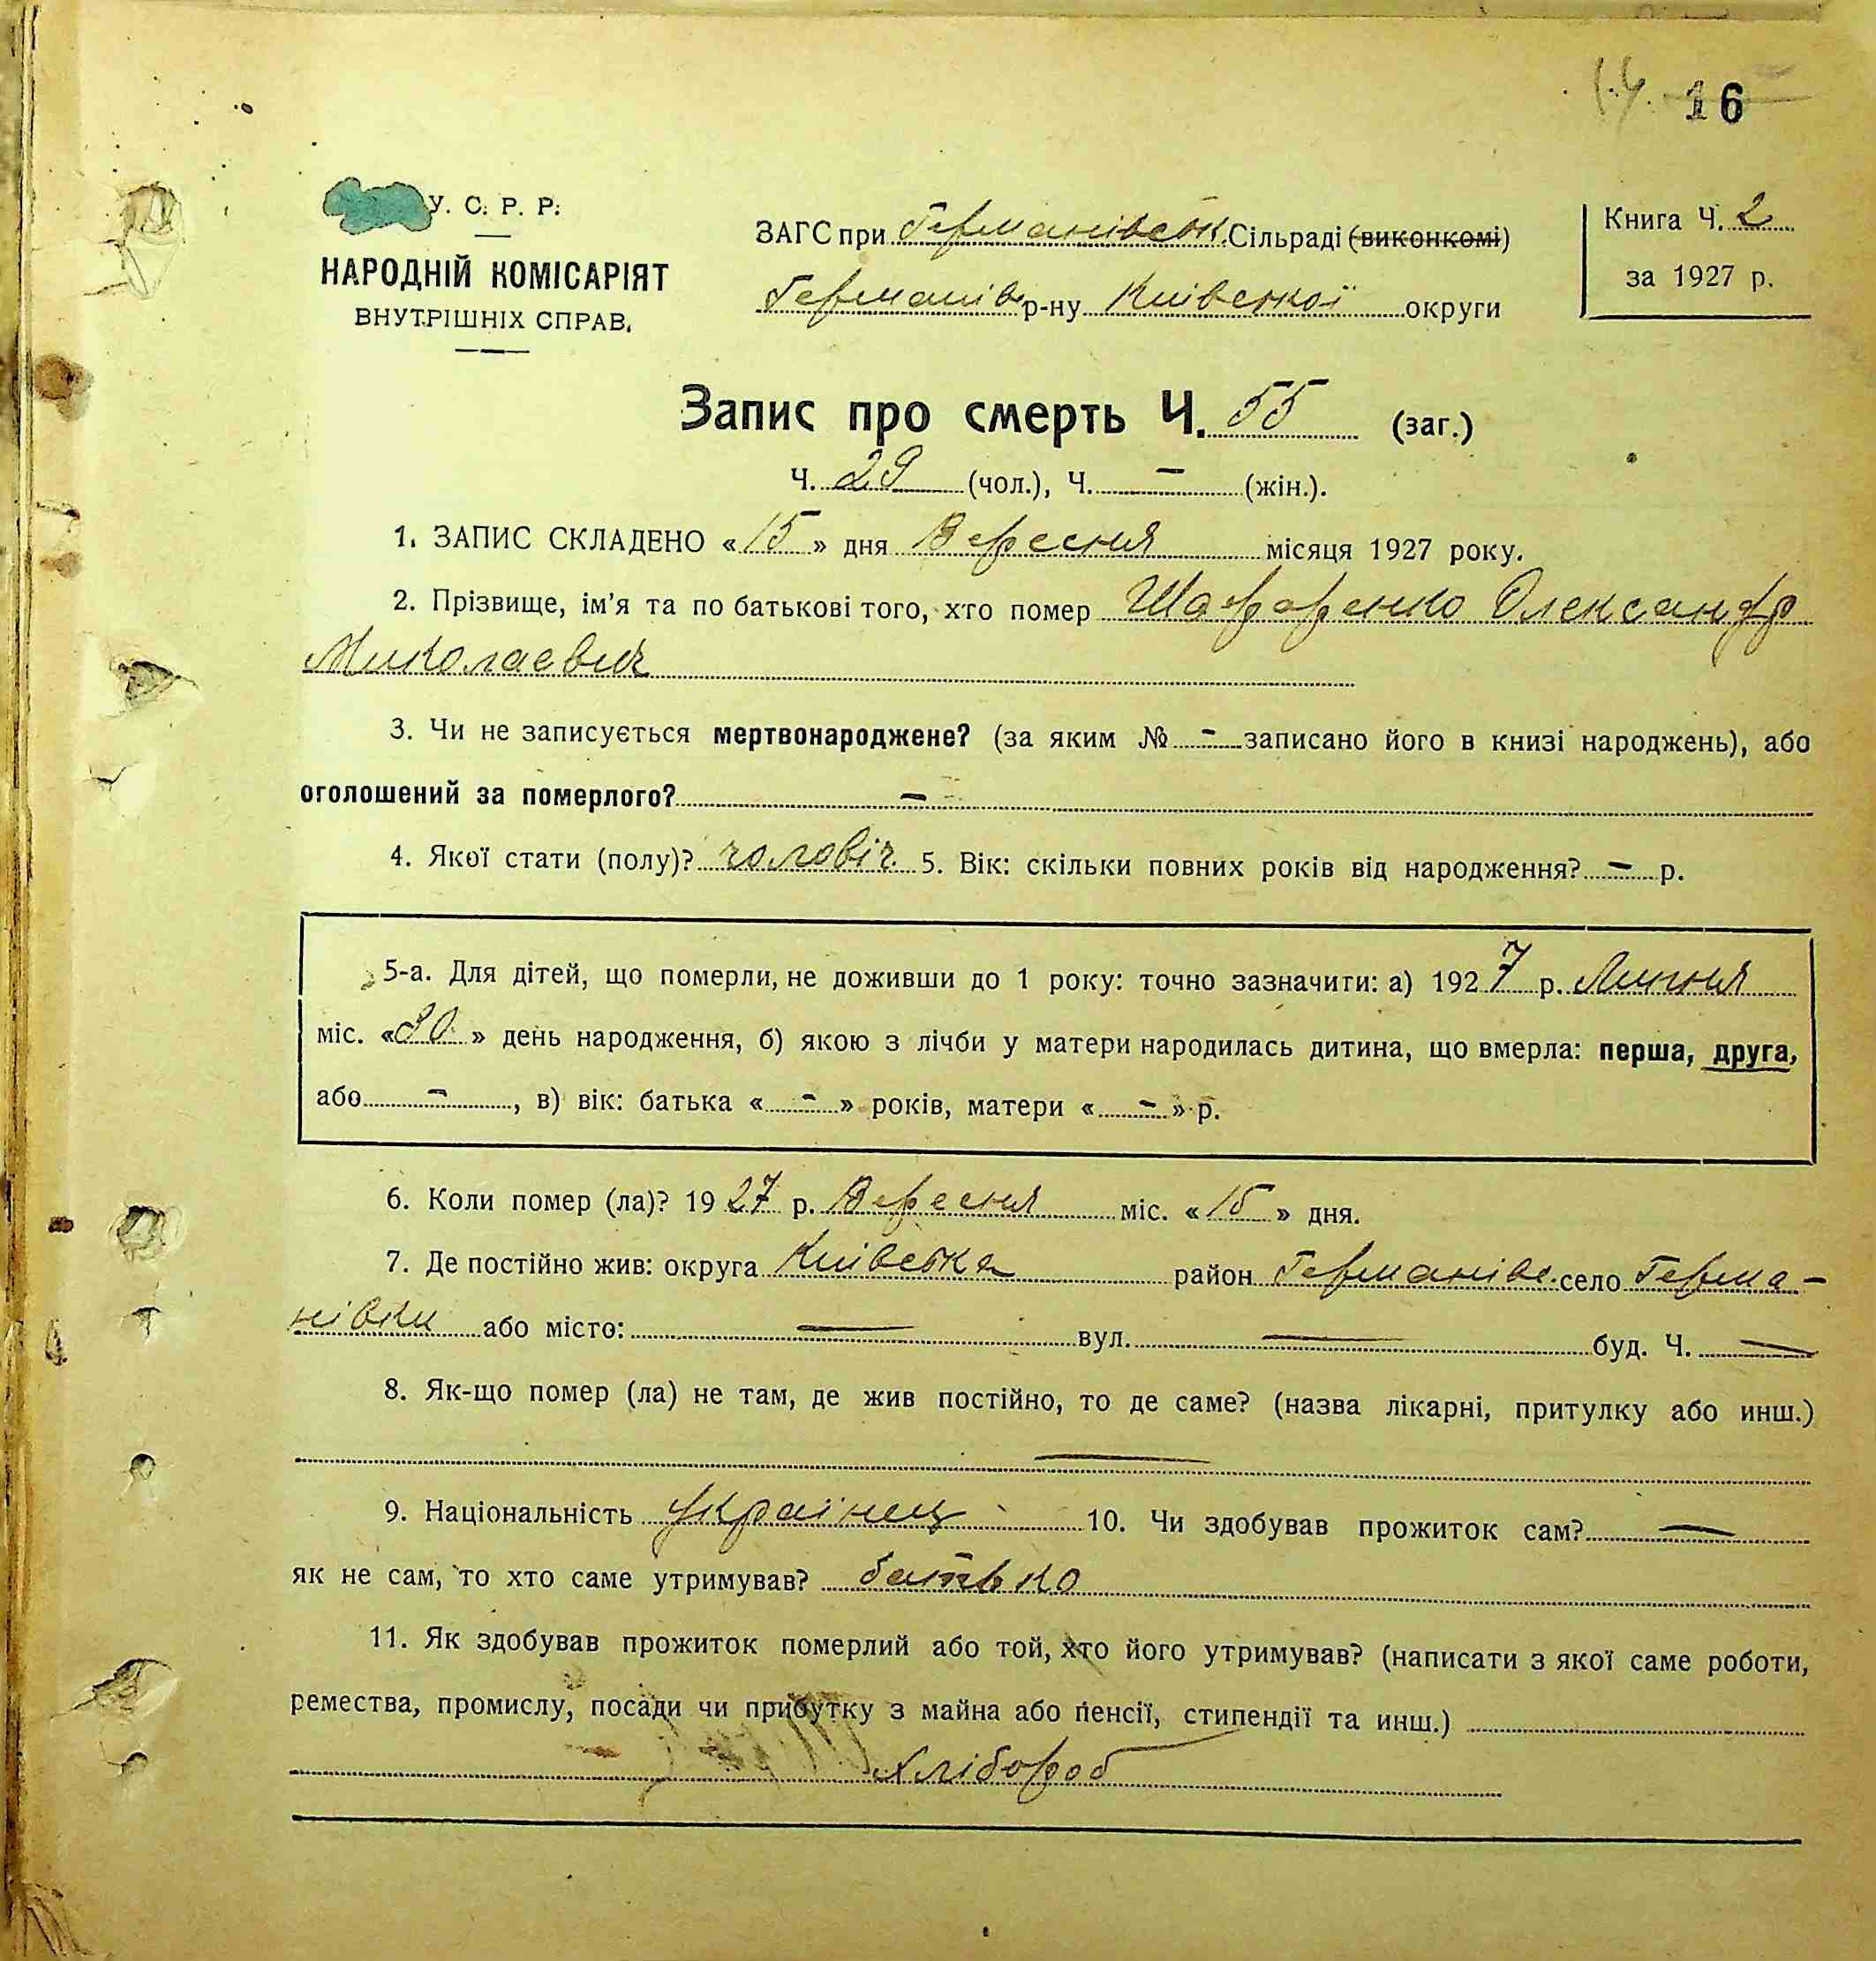 16
У. С. Р. Р.
НАРОДНІЙ КОМІСАРІЯТ
ВНУТРІШНІХ СПРАВ.
ЗАГС при Германівськ. Сільраді (виконкомі)
Германів р-ну Київської округи
Книга Ч. 2
за 1927 р.
Запис про смерть Ч. 55 (заг.)
Ч. 29 (чол.), Ч. – (жін.).
1. ЗАПИС СКЛАДЕНО «15» дня Вересня місяця 1927 року.
2. Прізвище, ім'я та по батькові того, хто помер Шафаренко Олександр
Миколаевич
3. Чи не записується мертвонароджене? (за яким № – записано його в книзі народжень), або
оголошений за померлого? –
4. Якої стати (полу)? чоловіч. 5. Вік: скільки повних років від народження? – р.
5-а. Для дітей, що померли, не доживши до 1 року: точно зазначити: а) 1927 р. Липня
міс. «30» день народження, б) якою з лічби у матери народилась дитина, що вмерла: перша, друга,
або – , в) вік: батька « – » років, матери « – » р.
6. Коли помер (ла)? 1927 р. Вересня міс. «15» дня.
7. Де постійно жив: округа Київська район Германівс. село Герма-
нівки або місто: — вул. — буд. Ч. —
8. Як-що помер (ла) не там, де жив постійно, то де саме? (назва лікарні, притулку або инш.)
—
9. Національність українець 10. Чи здобував прожиток сам? —
як не сам, то хто саме утримував? батько
11. Як здобував прожиток померлий або той, хто його утримував? (написати з якої саме роботи,
ремества, промислу, посади чи прибутку з майна або пенсії, стипендії та инш.)
Хлібороб